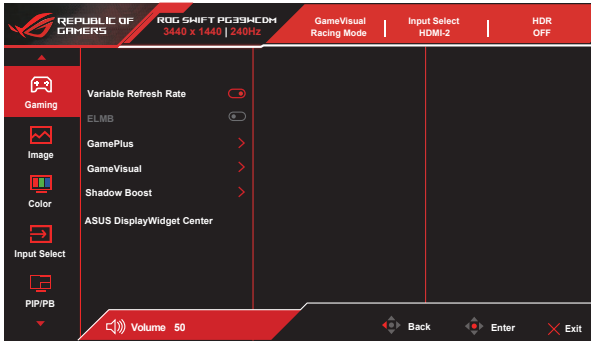 REPUBLIC OF
GAMERS
ROG SWIFT PG39WCDM
3440 x 1440 | 240Hz
GameVisual
Racing Mode
Input Select
HDMI-2
HDR
OFF
Gaming
Image
Color
Input Select
PIP/PB
Variable Refresh Rate
ELMB
GamePlus
GameVisual
Shadow Boost
ASUS DisplayWidget Center
Volume 50
Back
Enter
Exit